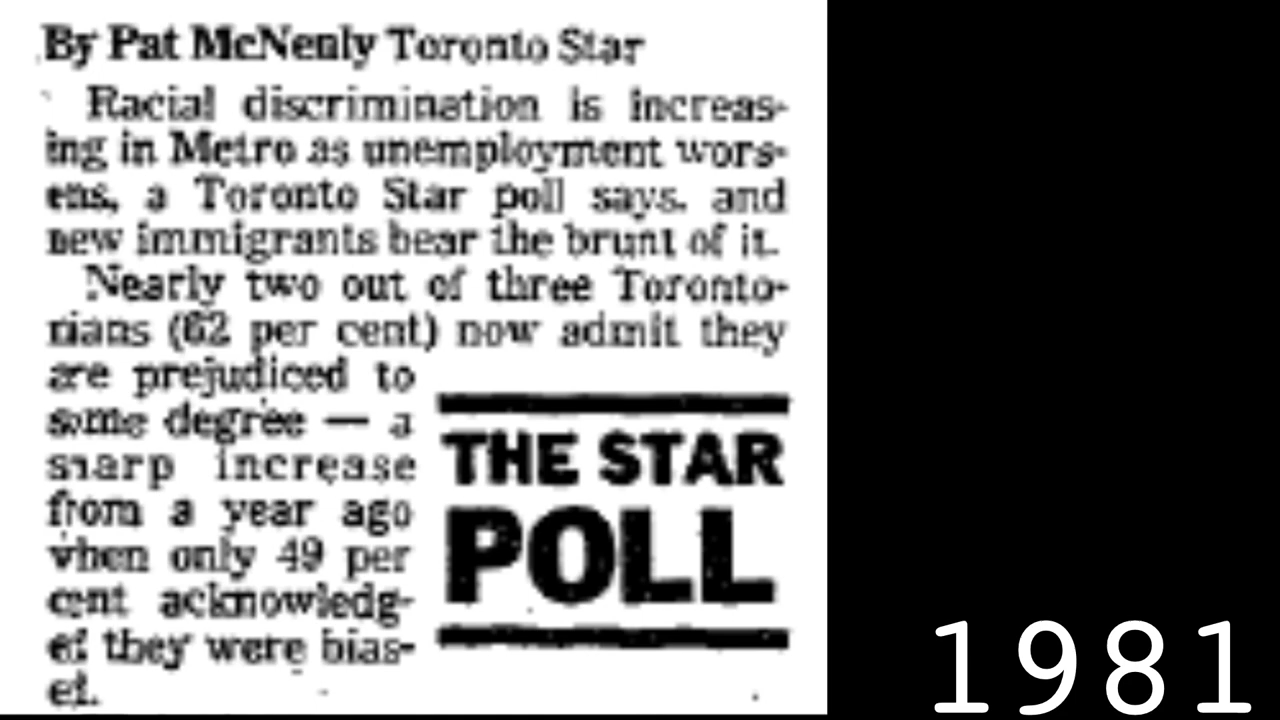 By Pat McNenly Toronto Star
Racial discrimination is increas-
ing in Metro as unemployment wors-
ens, a Toronto Star poll says. and
new immigrants bear the brunt of it.
Nearly two out of three Toronto-
nians (62 per cent) now admit they
are prejudiced to
some degree — a
sharp increase
from a year ago
when only 49 per
cent acknowledg-
ed they were bias-
ed.
THE STAR
POLL
1981